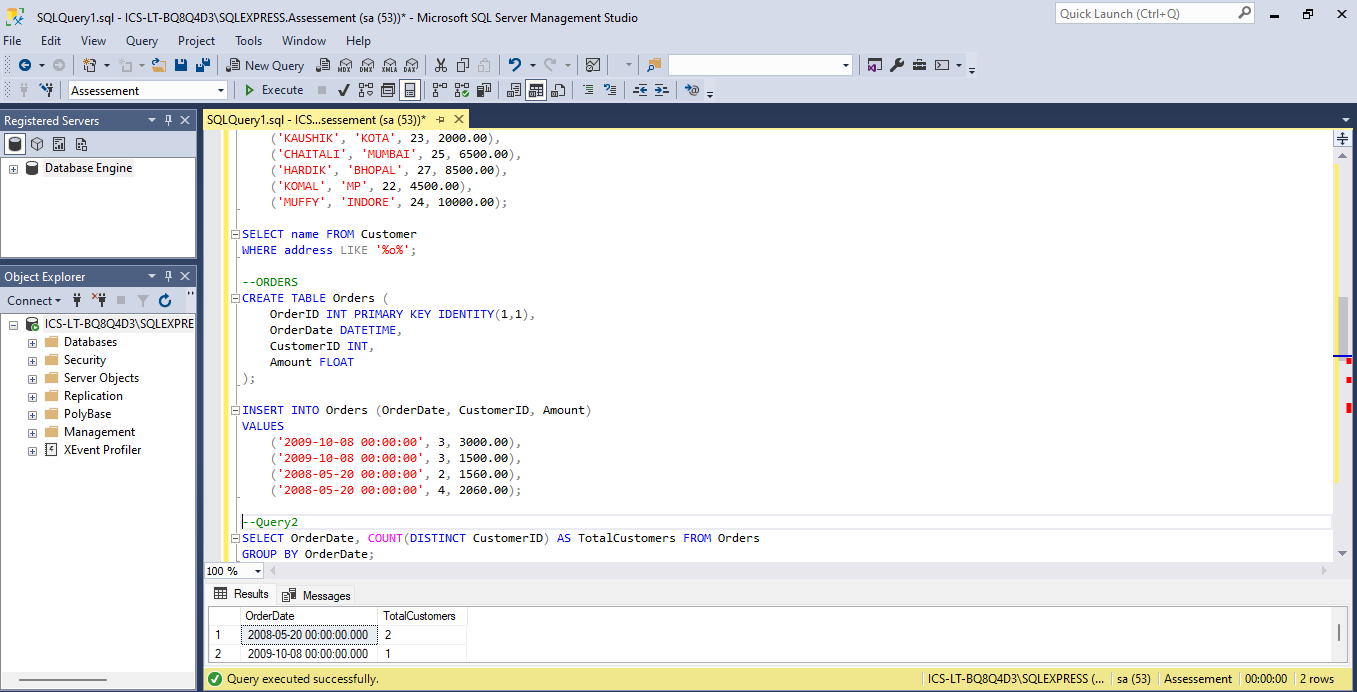 SQLQuery1.sql - ICS-LT-BQ8Q4D3\SQLEXPRESS.Assessement (sa (53))* - Microsoft SQL Server Management Studio
Quick Launch (Ctrl+Q)
File Edit View Query Project Tools Window Help
New Query MDX DMX XMLA DAX
Assessement Execute
Registered Servers
SQLQuery1.sql - ICS...sessement (sa (53))*
Database Engine
('KAUSHIK', 'KOTA', 23, 2000.00),
('CHAITALI', 'MUMBAI', 25, 6500.00),
('HARDIK', 'BHOPAL', 27, 8500.00),
('KOMAL', 'MP', 22, 4500.00),
('MUFFY', 'INDORE', 24, 10000.00);
SELECT name FROM Customer
WHERE address LIKE '%o%';
--ORDERS
CREATE TABLE Orders (
OrderID INT PRIMARY KEY IDENTITY(1,1),
OrderDate DATETIME,
CustomerID INT,
Amount FLOAT
);
INSERT INTO Orders (OrderDate, CustomerID, Amount)
VALUES
('2009-10-08 00:00:00', 3, 3000.00),
('2009-10-08 00:00:00', 3, 1500.00),
('2008-05-20 00:00:00', 2, 1560.00),
('2008-05-20 00:00:00', 4, 2060.00);
--Query2
SELECT OrderDate, COUNT(DISTINCT CustomerID) AS TotalCustomers FROM Orders
GROUP BY OrderDate;
Object Explorer
Connect
ICS-LT-BQ8Q4D3\SQLEXPRE
Databases
Security
Server Objects
Replication
PolyBase
Management
XEvent Profiler
100 %
Results Messages
OrderDate TotalCustomers
1 2008-05-20 00:00:00.000 2
2 2009-10-08 00:00:00.000 1
Query executed successfully. ICS-LT-BQ8Q4D3\SQLEXPRESS (... sa (53) Assessement 00:00:00 2 rows